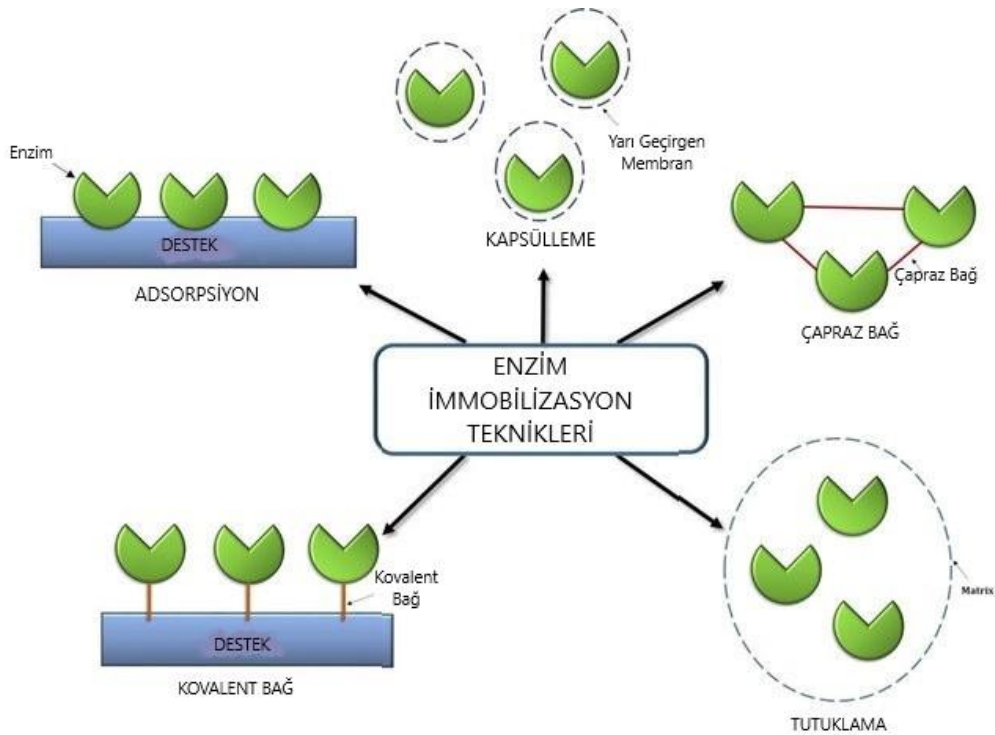 Enzim
DESTEK
ADSORPSİYON
Yarı Geçirgen
Membran
KAPSÜLLEME
Çapraz Bağ
ÇAPRAZ BAĞ
ENZİM
İMMOBİLİZASYON
TEKNİKLERİ
Kovalent
Bağ
DESTEK
KOVALENT BAĞ
Matrix
TUTUKLAMA